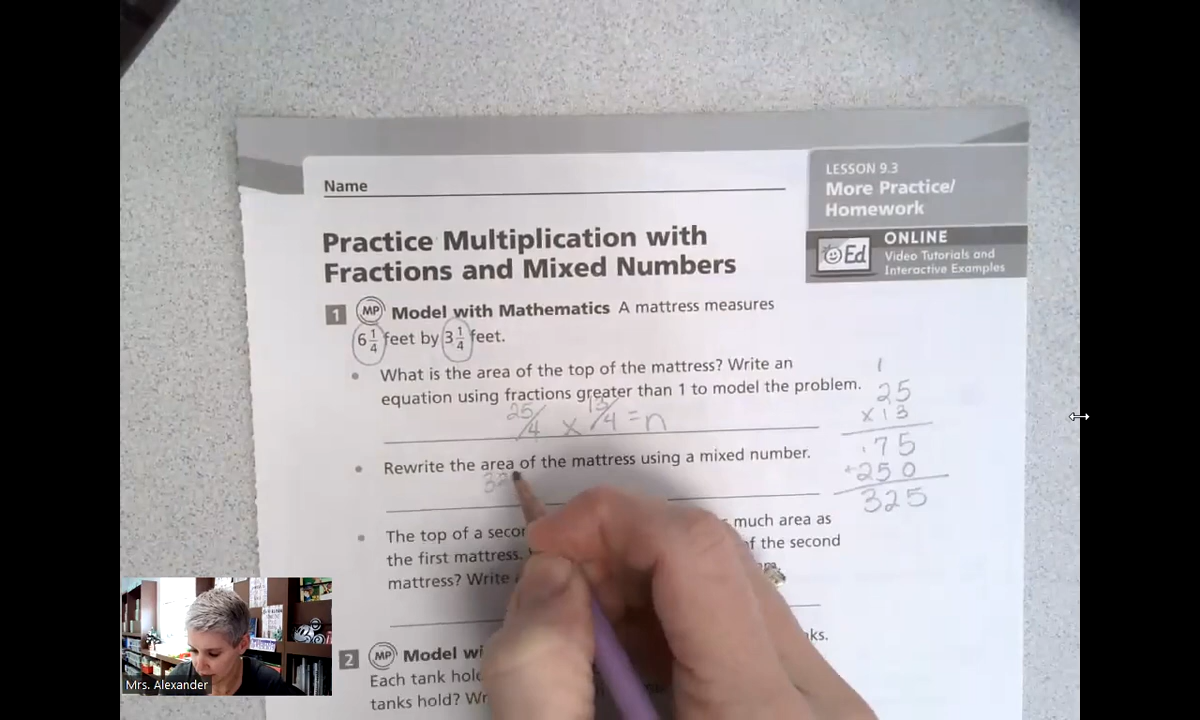 LESSON 9.3
More Practice/
Homework
Name
Ed
ONLINE
Video Tutorials and
Interactive Examples
Practice Multiplication with
Fractions and Mixed Numbers
1 MP Model with Mathematics A mattress measures
6 1/4 feet by 3 1/4 feet.
• What is the area of the top of the mattress? Write an
equation using fractions greater than 1 to model the problem.
25/4 x 13/4 = n
1
25
x13
175
+250
325
• Rewrite the area of the mattress using a mixed number.
32
• The top of a secon much area as
the first mattress. of the second
mattress? Write
2 MP Model wi ks.
Each tank hol
tanks hold? Wr
Mrs. Alexander